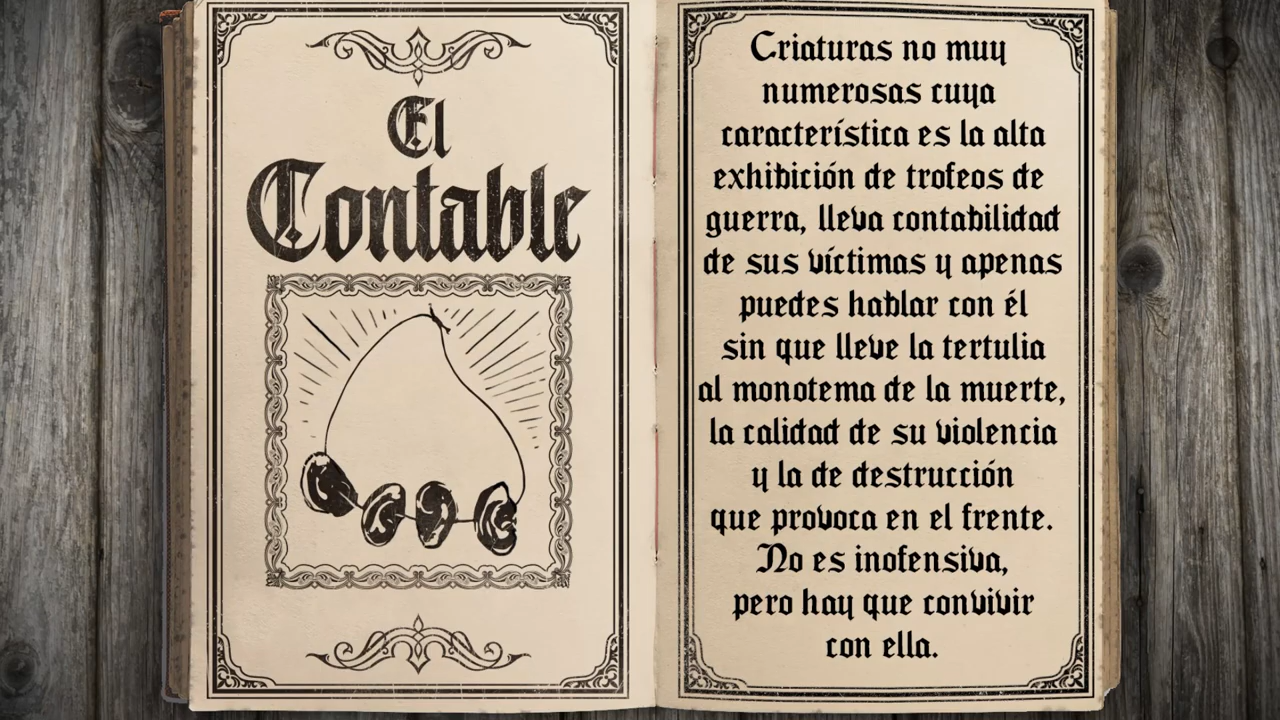 El
Contable
Criaturas no muy
numerosas cuya
característica es la alta
exhibición de trofeos de
guerra, lleva contabilidad
de sus víctimas y apenas
puedes hablar con él
sin que lleve la tertulia
al monotema de la muerte,
la calidad de su violencia
y la de destrucción
que provoca en el frente.
No es inofensiva,
pero hay que convivir
con ella.